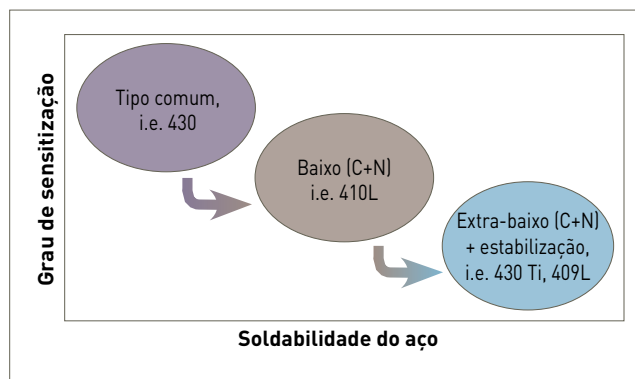 Grau de sensitização
Tipo comum,
i.e. 430
Baixo (C+N)
i.e. 410L
Extra-baixo (C+N)
+ estabilização,
i.e. 430 Ti, 409L
Soldabilidade do aço